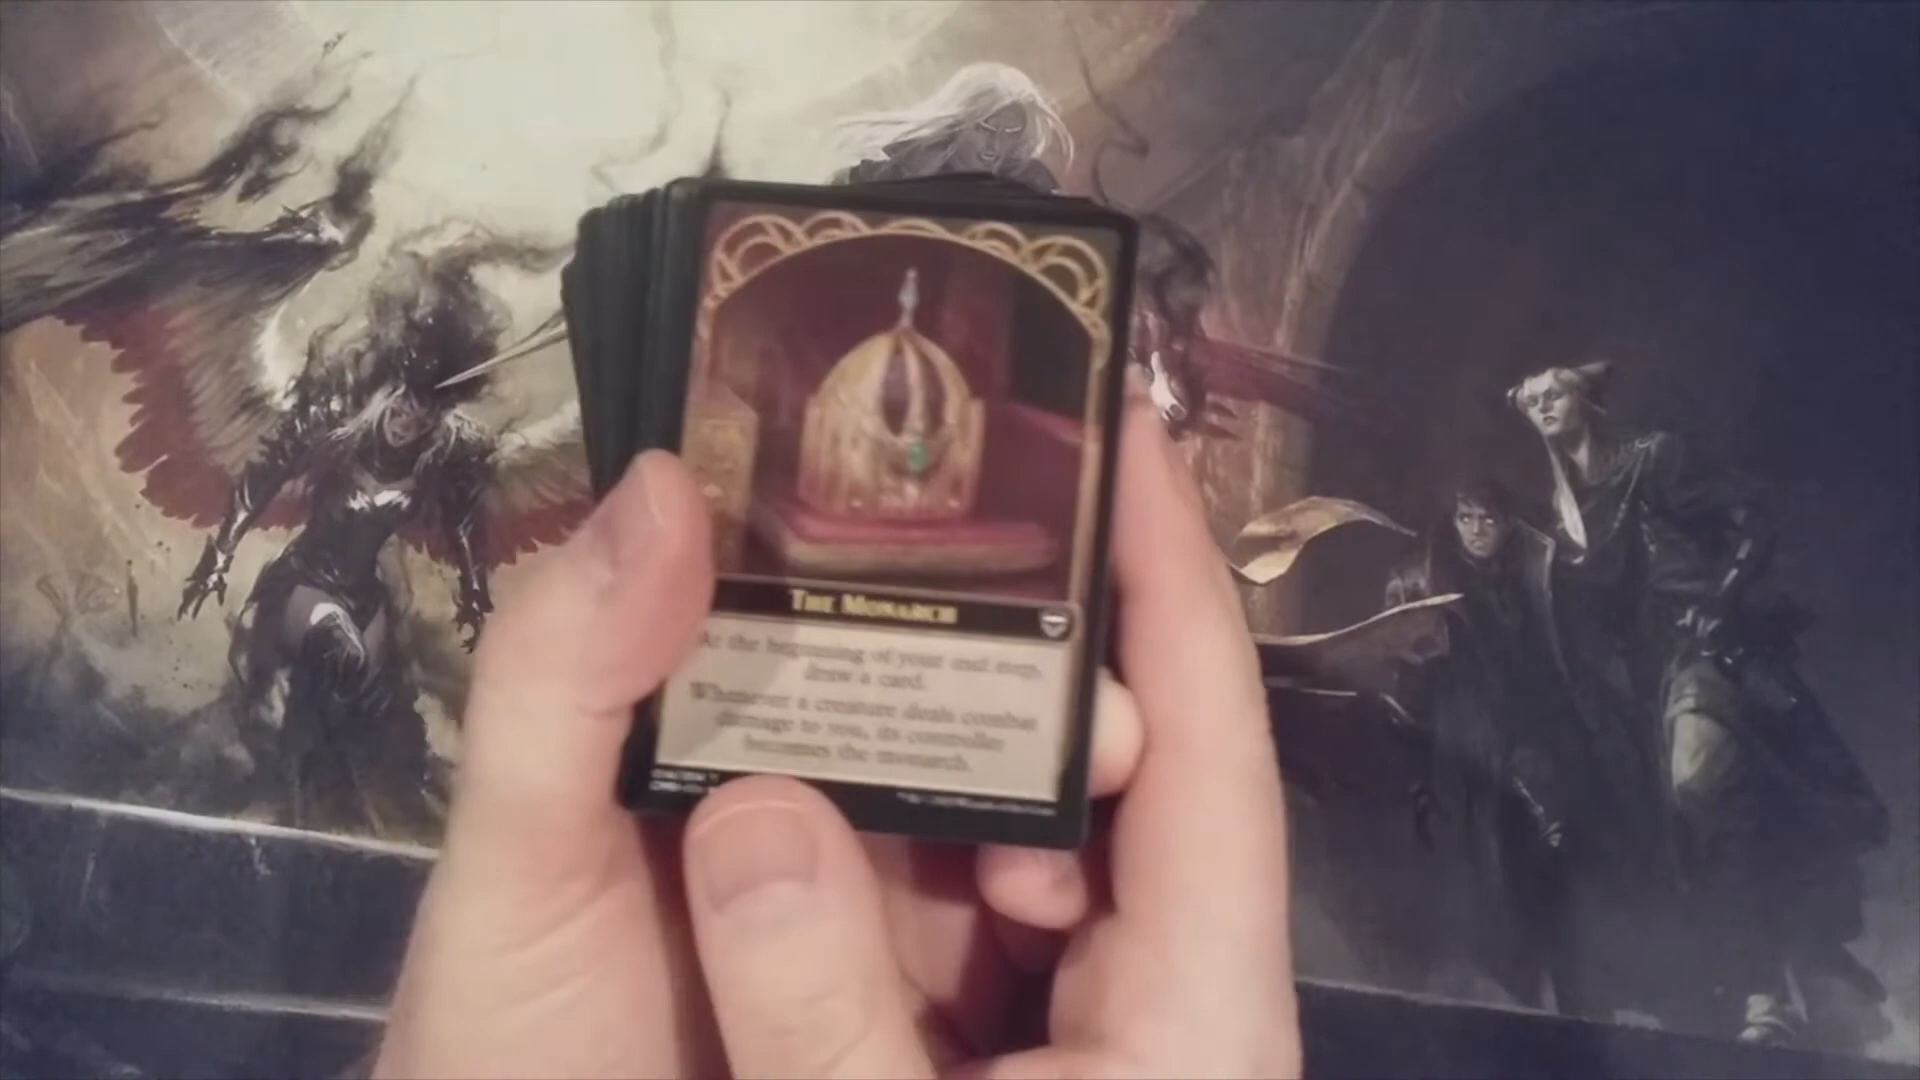 THE MONARCH
At the beginning of your end step,
draw a card.
Whenever a creature deals combat
damage to you, its controller
becomes the monarch.